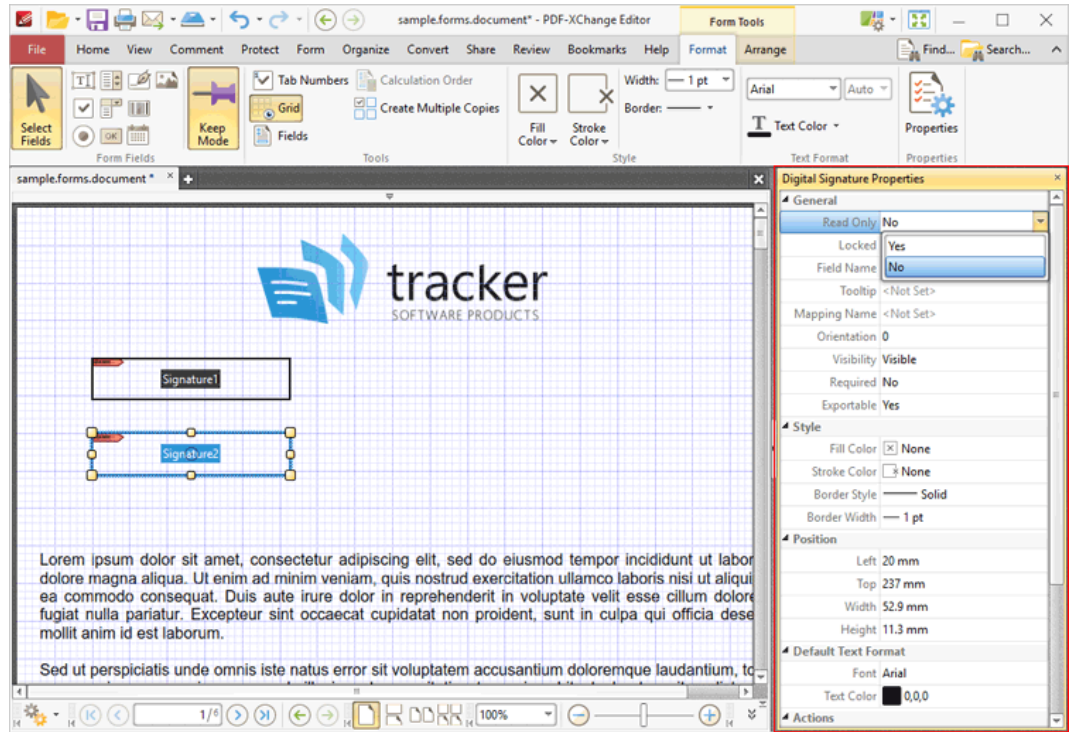 sample.forms.document* - PDF-XChange Editor
Form Tools
File Home View Comment Protect Form Organize Convert Share Review Bookmarks Help Format Arrange Find... Search...
Select Fields
OK
Keep Mode
Form Fields
Tab Numbers
Grid
Fields
Calculation Order
Create Multiple Copies
Tools
Fill Color
Stroke Color
Width: 1 pt
Border:
Style
Arial Auto
T Text Color
Text Format
Properties
Properties
sample.forms.document *
tracker
SOFTWARE PRODUCTS
Signature1
Signature2
Lorem ipsum dolor sit amet, consectetur adipiscing elit, sed do eiusmod tempor incididunt ut labor
dolore magna aliqua. Ut enim ad minim veniam, quis nostrud exercitation ullamco laboris nisi ut aliqui
ea commodo consequat. Duis aute irure dolor in reprehenderit in voluptate velit esse cillum dolore
fugiat nulla pariatur. Excepteur sint occaecat cupidatat non proident, sunt in culpa qui officia dese
mollit anim id est laborum.
Sed ut perspiciatis unde omnis iste natus error sit voluptatem accusantium doloremque laudantium, to
1/6
100%
Digital Signature Properties
General
Read Only No
Locked Yes
Field Name No
Tooltip <Not Set>
Mapping Name <Not Set>
Orientation 0
Visibility Visible
Required No
Exportable Yes
Style
Fill Color None
Stroke Color None
Border Style Solid
Border Width 1 pt
Position
Left 20 mm
Top 237 mm
Width 52.9 mm
Height 11.3 mm
Default Text Format
Font Arial
Text Color 0,0,0
Actions